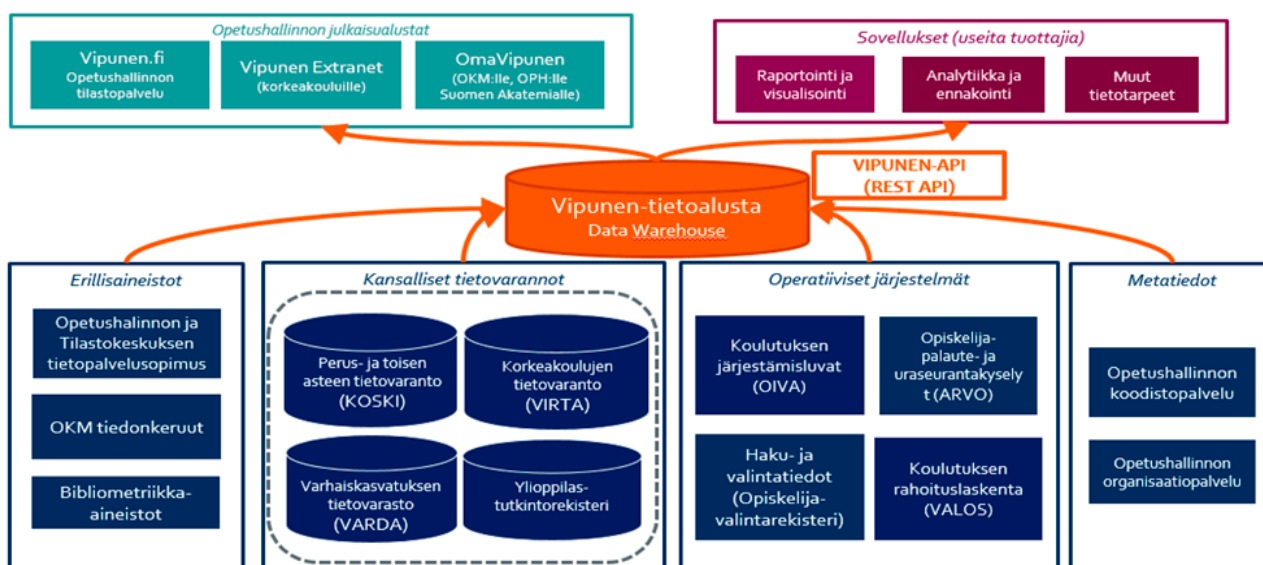 Opetushallinnon julkaisualustat
Vipunen.fi
Opetushallinnon
tilastopalvelu
Vipunen Extranet
(korkeakouluille)
OmaVipunen
(OKM:lle, OPH:lle
Suomen Akatemialle)
Sovellukset (useita tuottajia)
Raportointi ja
visualisointi
Analytiikka ja
ennakointi
Muut
tietotarpeet
VIPUNEN-API
(REST API)
Vipunen-tietoalusta
Data Warehouse
Erillisaineistot
Opetushalinnon ja
Tilastokeskuksen
tietopalvelusopimus
OKM tiedonkeruut
Bibliometriikka-
aineistot
Kansalliset tietovarannot
Perus- ja toisen
asteen tietovaranto
(KOSKI)
Korkeakoulujen
tietovaranto
(VIRTA)
Varhaiskasvatuksen
tietovarasto
(VARDA)
Ylioppilas-
tutkintorekisteri
Operatiiviset järjestelmät
Koulutuksen
järjestämisluvat
(OIVA)
Opiskelija-
palaute- ja
uraseurantakysely
t (ARVO)
Haku- ja
valintatiedot
(Opiskelija-
valintarekisteri)
Koulutuksen
rahoituslaskenta
(VALOS)
Metatiedot
Opetushallinnon
koodistopalvelu
Opetushallinnon
organisaatiopalvelu